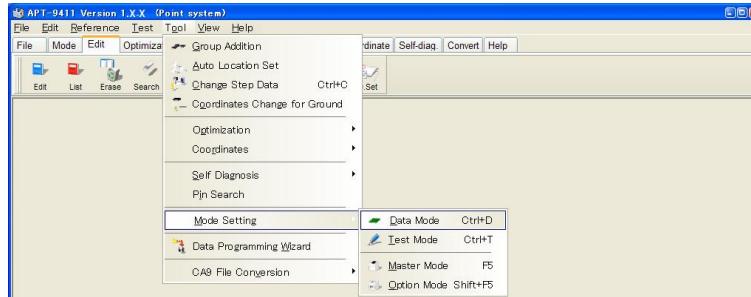 APT-9411 Version 1.X.X (Point system)
File Edit Reference Test Tool View Help
File Mode Edit Optimiza rdinate Self-diag. Convert Help
Edit List Erase Search Set
Group Addition
Auto Location Set
Change Step Data Ctrl+C
Coordinates Change for Ground
Optimization
Coordinates
Self Diagnosis
Pin Search
Mode Setting
Data Programming Wizard
CA9 File Conversion
Data Mode Ctrl+D
Test Mode Ctrl+T
Master Mode F5
Option Mode Shift+F5